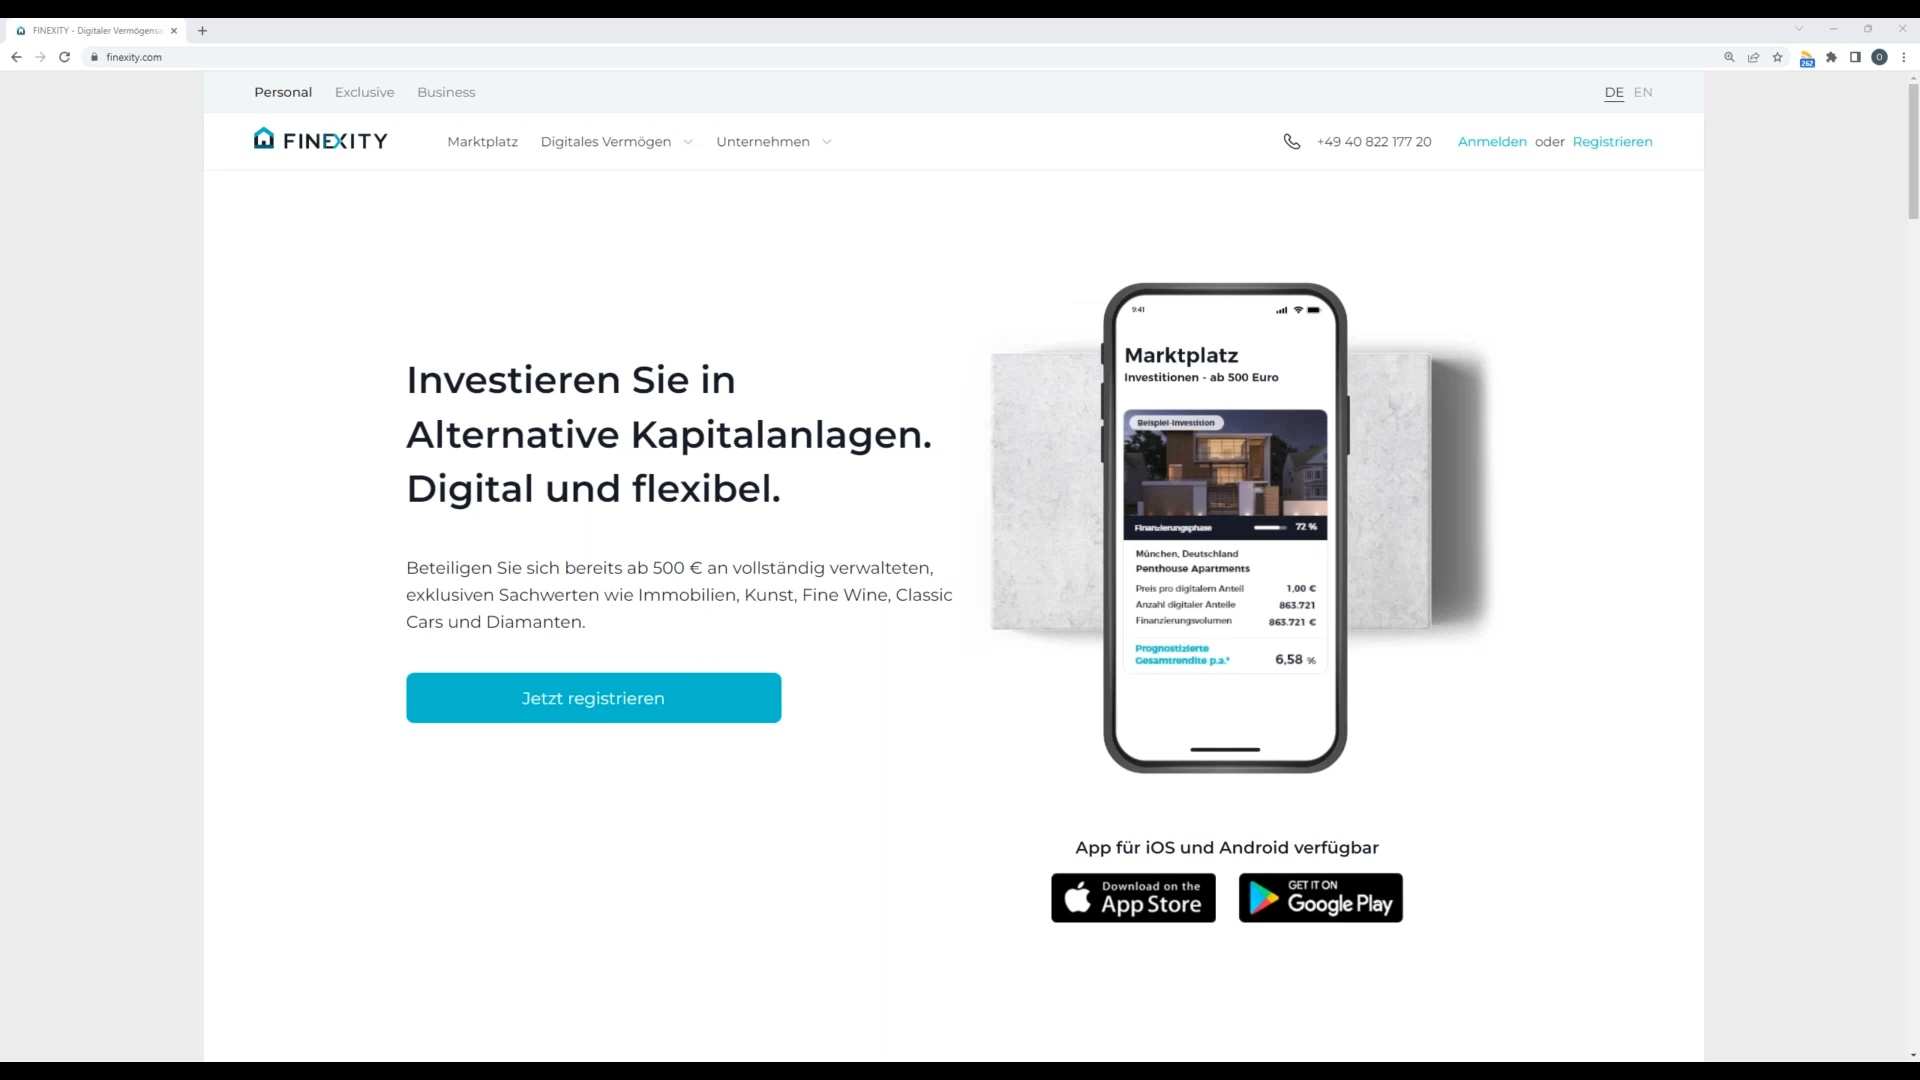 FINEXITY - Digitaler Vermögens
finexity.com
262
O
Personal Exclusive Business
DE EN
FINEXITY
Marktplatz Digitales Vermögen Unternehmen
+49 40 822 177 20 Anmelden oder Registrieren
Investieren Sie in
Alternative Kapitalanlagen.
Digital und flexibel.
Beteiligen Sie sich bereits ab 500 € an vollständig verwalteten,
exklusiven Sachwerten wie Immobilien, Kunst, Fine Wine, Classic
Cars und Diamanten.
Jetzt registrieren
9:41
Marktplatz
Investitionen - ab 500 Euro
Beispiel-Investition
Finanzierungsphase 72 %
München, Deutschland
Penthouse Apartments
Preis pro digitalem Anteil 1,00 €
Anzahl digitaler Anteile 863.721
Finanzierungsvolumen 863.721 €
Prognostizierte
Gesamtrendite p.a.* 6,58 %
App für iOS und Android verfügbar
Download on the
App Store
GET IT ON
Google Play